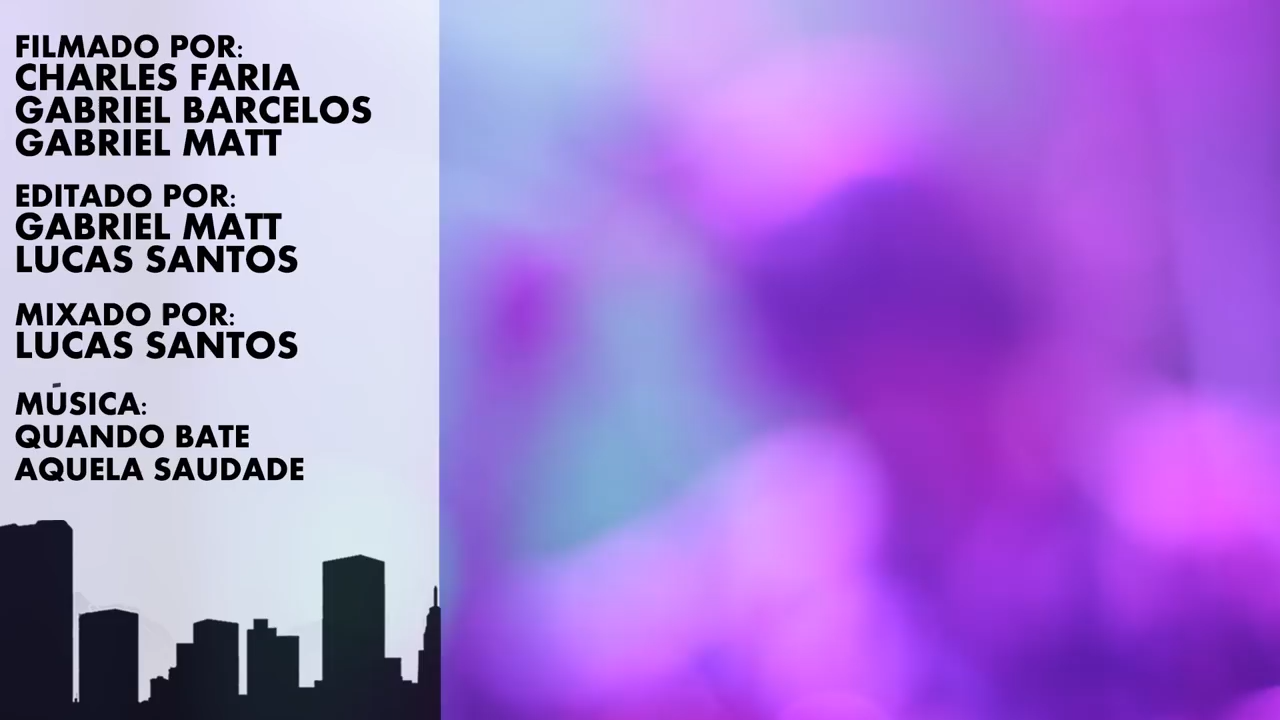 FILMADO POR:
CHARLES FARIA
GABRIEL BARCELOS
GABRIEL MATT
EDITADO POR:
GABRIEL MATT
LUCAS SANTOS
MIXADO POR:
LUCAS SANTOS
MÚSICA:
QUANDO BATE
AQUELA SAUDADE